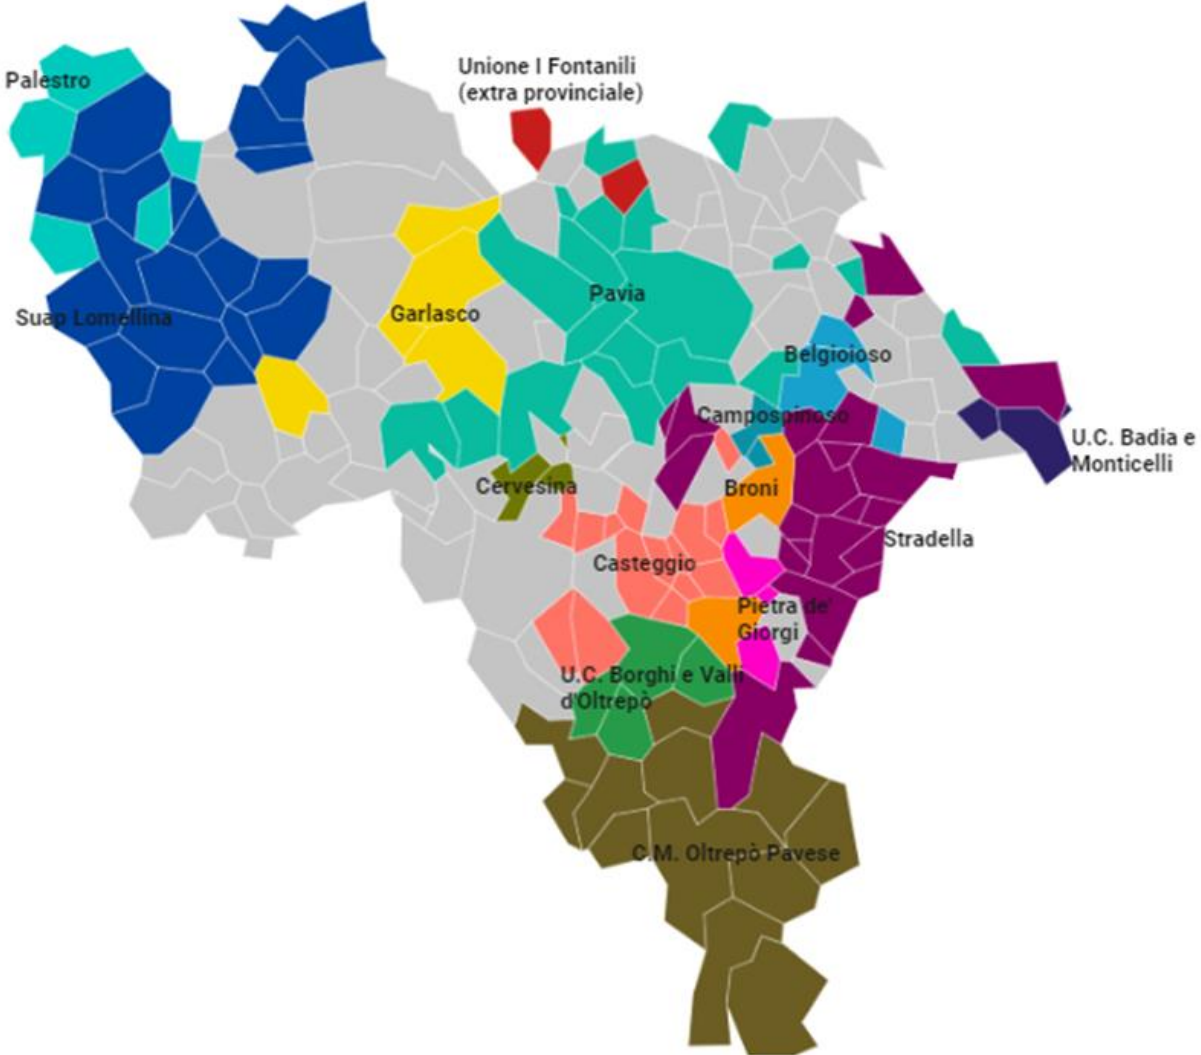 Unione I Fontanili
(extra provinciale)
Palestro
Pavia
Suap Lomellina
Garlasco
Belgioioso
Campospinoso
U.C. Badia e
Monticelli
Cervesina
Broni
Stradella
Casteggio
Pietra de'
Giorgi
U.C. Borghi e Valli
d'Oltrepò
C.M. Oltrepò Pavese